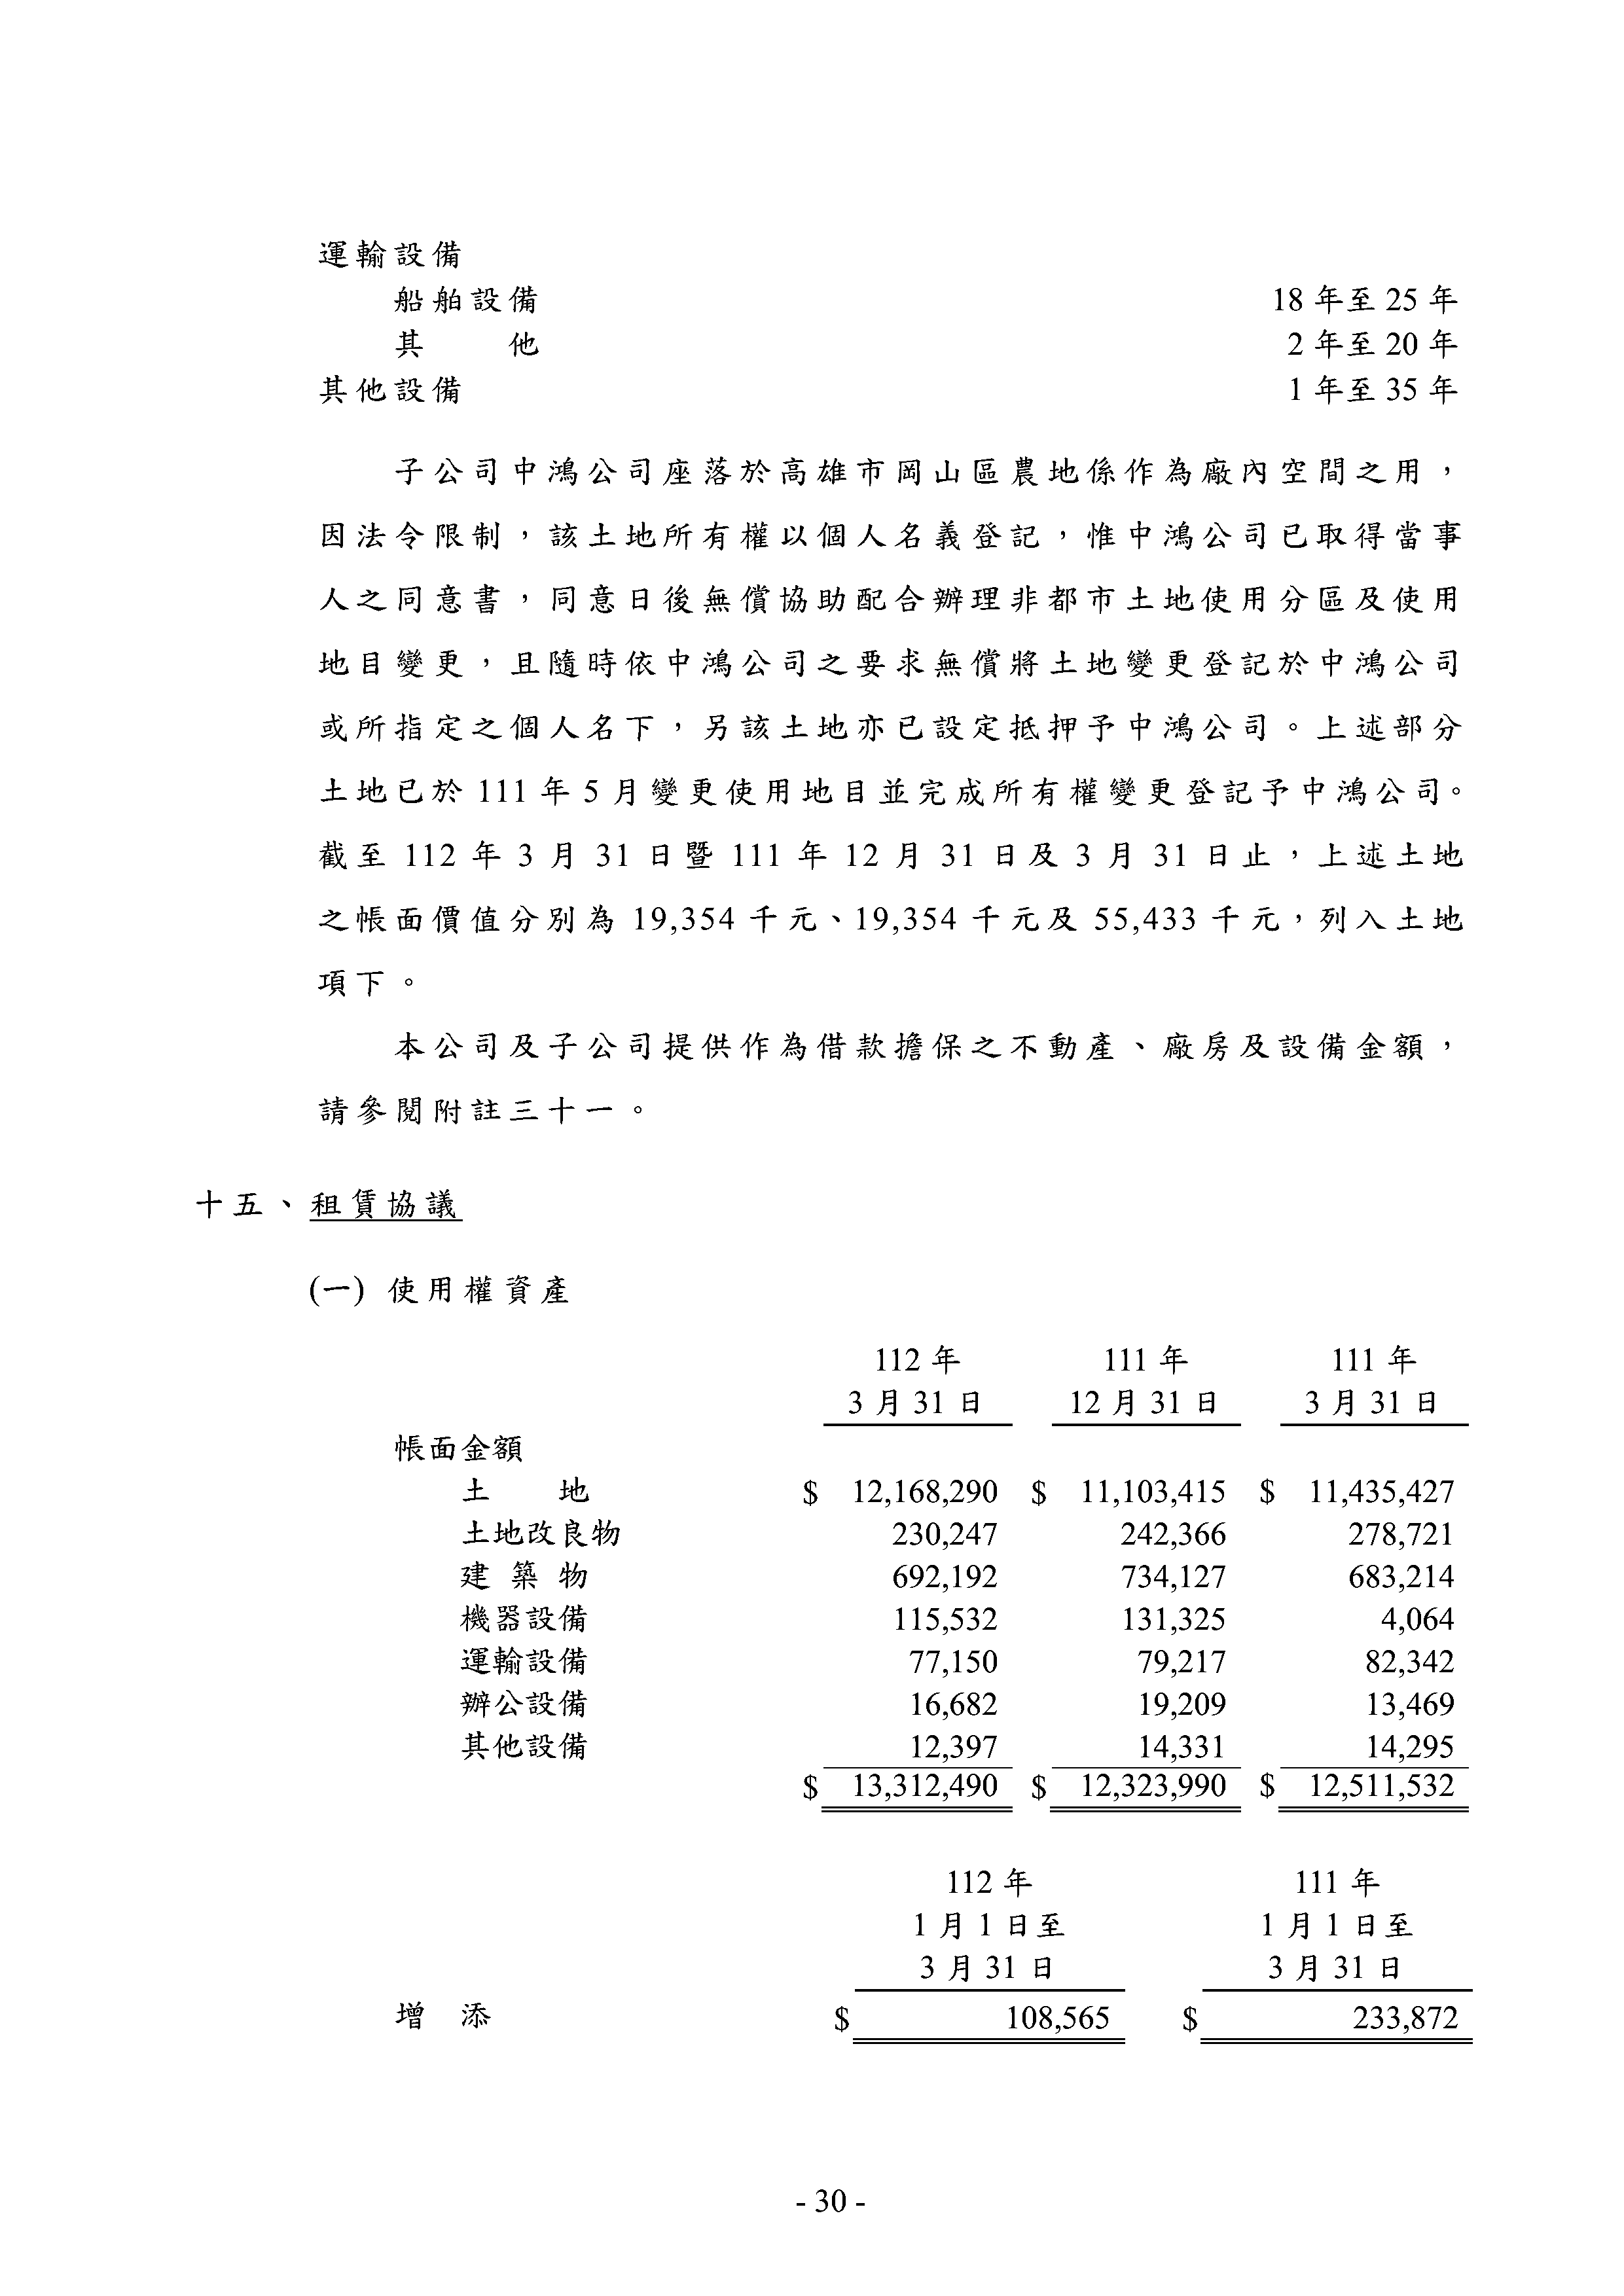 運輸設備
船舶設備 18 年至 25 年
其 他 2 年至 20 年
其他設備 1 年至 35 年
子公司中鴻公司座落於高雄市岡山區農地係作為廠內空間之用，
因法令限制，該土地所有權以個人名義登記，惟中鴻公司已取得當事
人之同意書，同意日後無償協助配合辦理非都市土地使用分區及使用
地目變更，且隨時依中鴻公司之要求無償將土地變更登記於中鴻公司
或所指定之個人名下，另該土地亦已設定抵押予中鴻公司。上述部分
土地已於 111 年 5 月變更使用地目並完成所有權變更登記予中鴻公司。
截至 112 年 3 月 31 日暨 111 年 12 月 31 日及 3 月 31 日止，上述土地
之帳面價值分別為 19,354 千元、19,354 千元及 55,433 千元，列入土地
項下。
本公司及子公司提供作為借款擔保之不動產、廠房及設備金額，
請參閱附註三十一。
十五、租賃協議
(一) 使用權資產
112 年 111 年 111 年
3 月 31 日 12 月 31 日 3 月 31 日
帳面金額
土 地 $ 12,168,290 $ 11,103,415 $ 11,435,427
土地改良物 230,247 242,366 278,721
建 築 物 692,192 734,127 683,214
機器設備 115,532 131,325 4,064
運輸設備 77,150 79,217 82,342
辦公設備 16,682 19,209 13,469
其他設備 12,397 14,331 14,295
$ 13,312,490 $ 12,323,990 $ 12,511,532
112 年 111 年
1 月 1 日至 1 月 1 日至
3 月 31 日 3 月 31 日
增 添 $ 108,565 $ 233,872
- 30 -